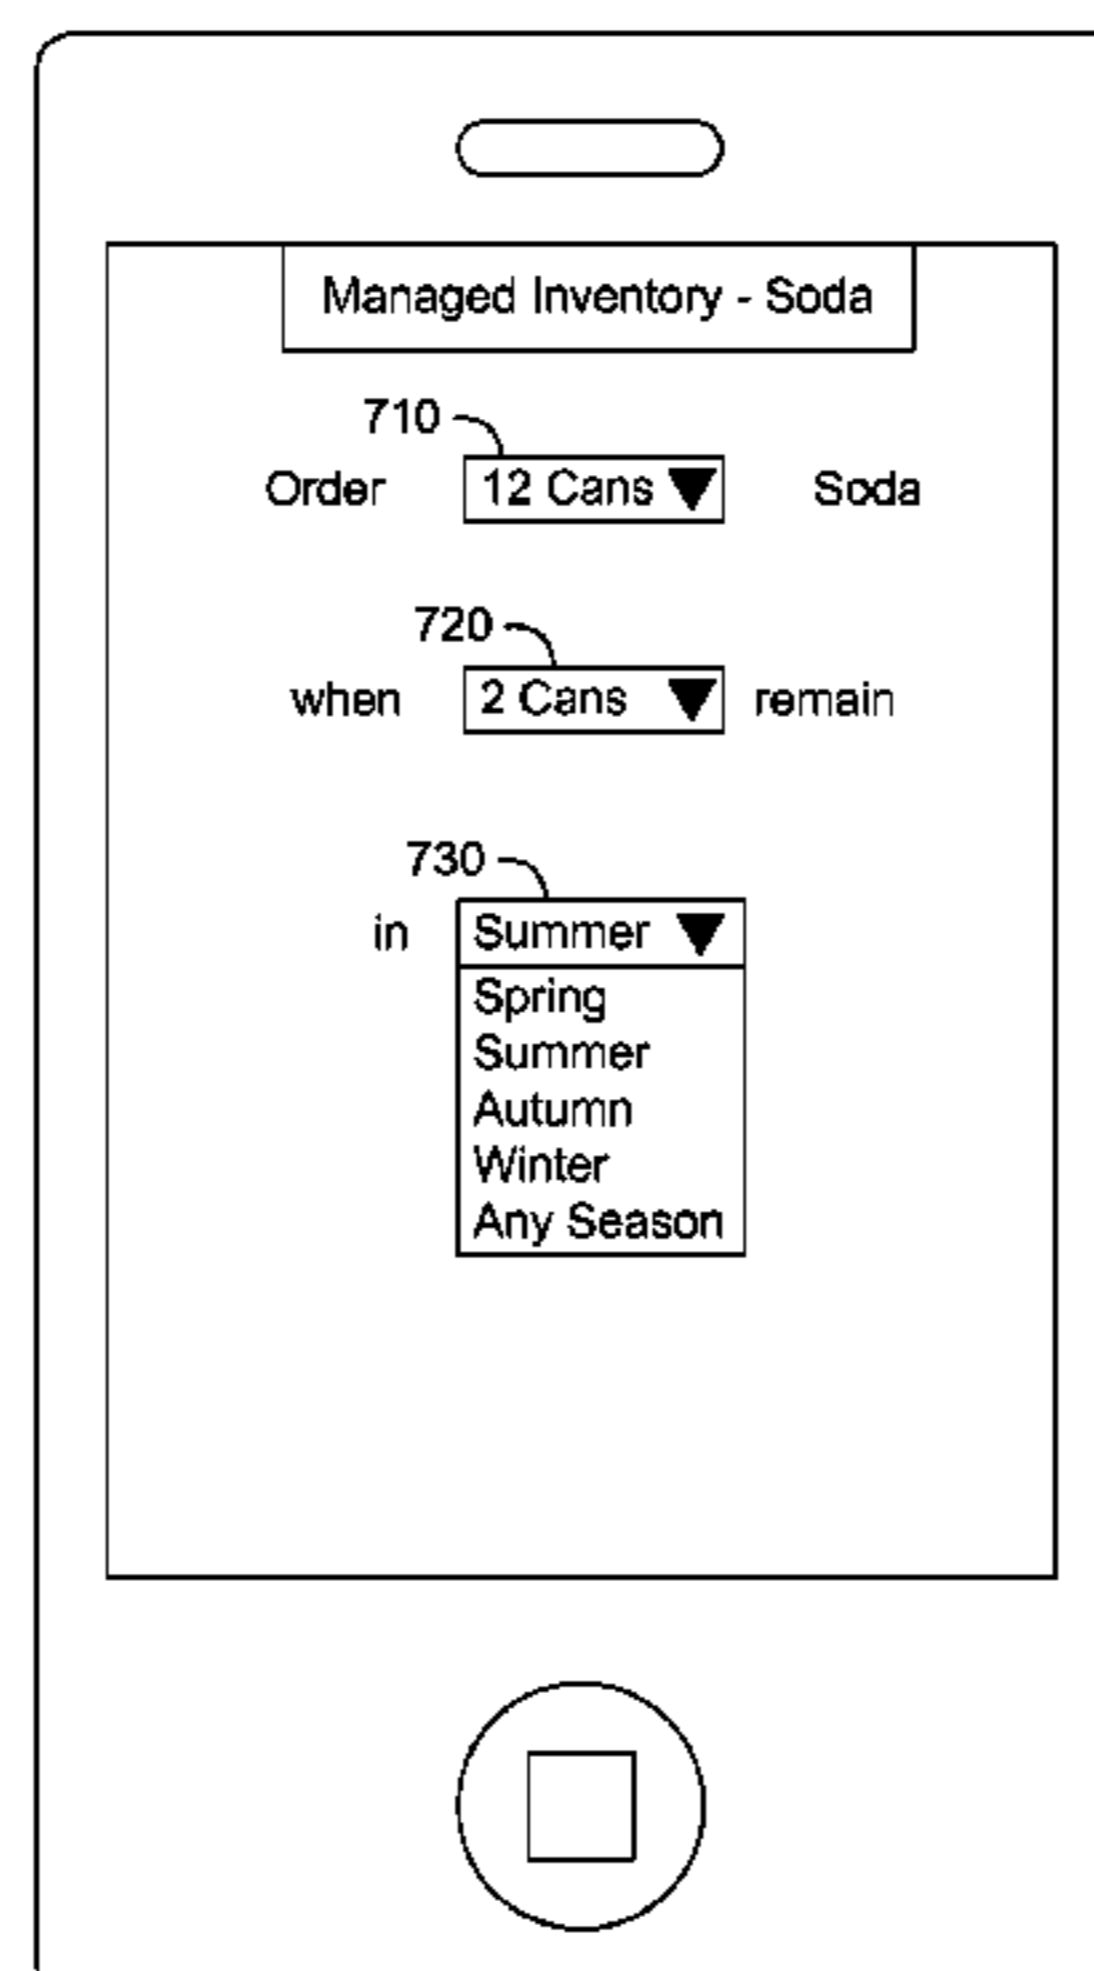 Managed Inventory - Soda
710
Order 12 Cans Soda
720
when 2 Cans remain
730
in Summer
Spring
Summer
Autumn
Winter
Any Season